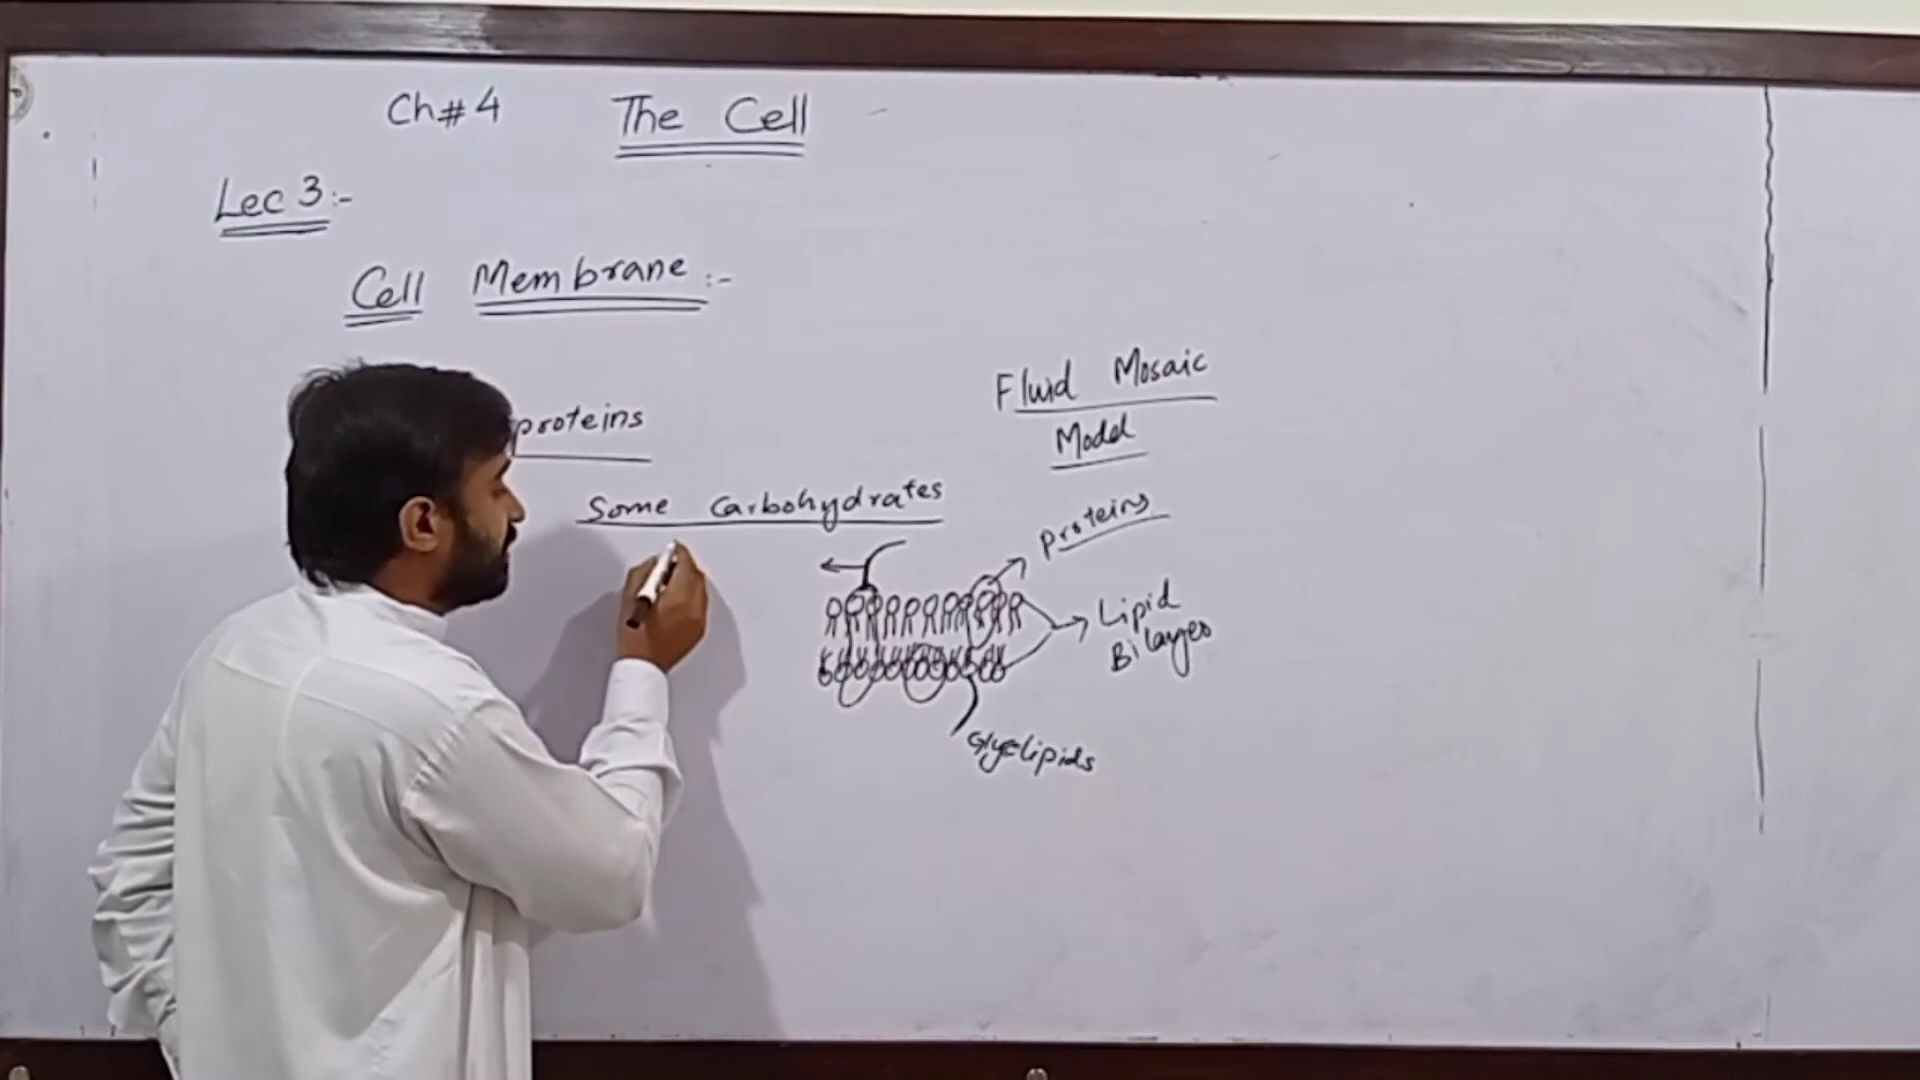 Ch#4 The Cell
Lec 3:-
Cell Membrane:-
proteins
Some Carbohydrates
Fluid Mosaic
Model
Proteins
Lipid
Bilayer
Glycolipids